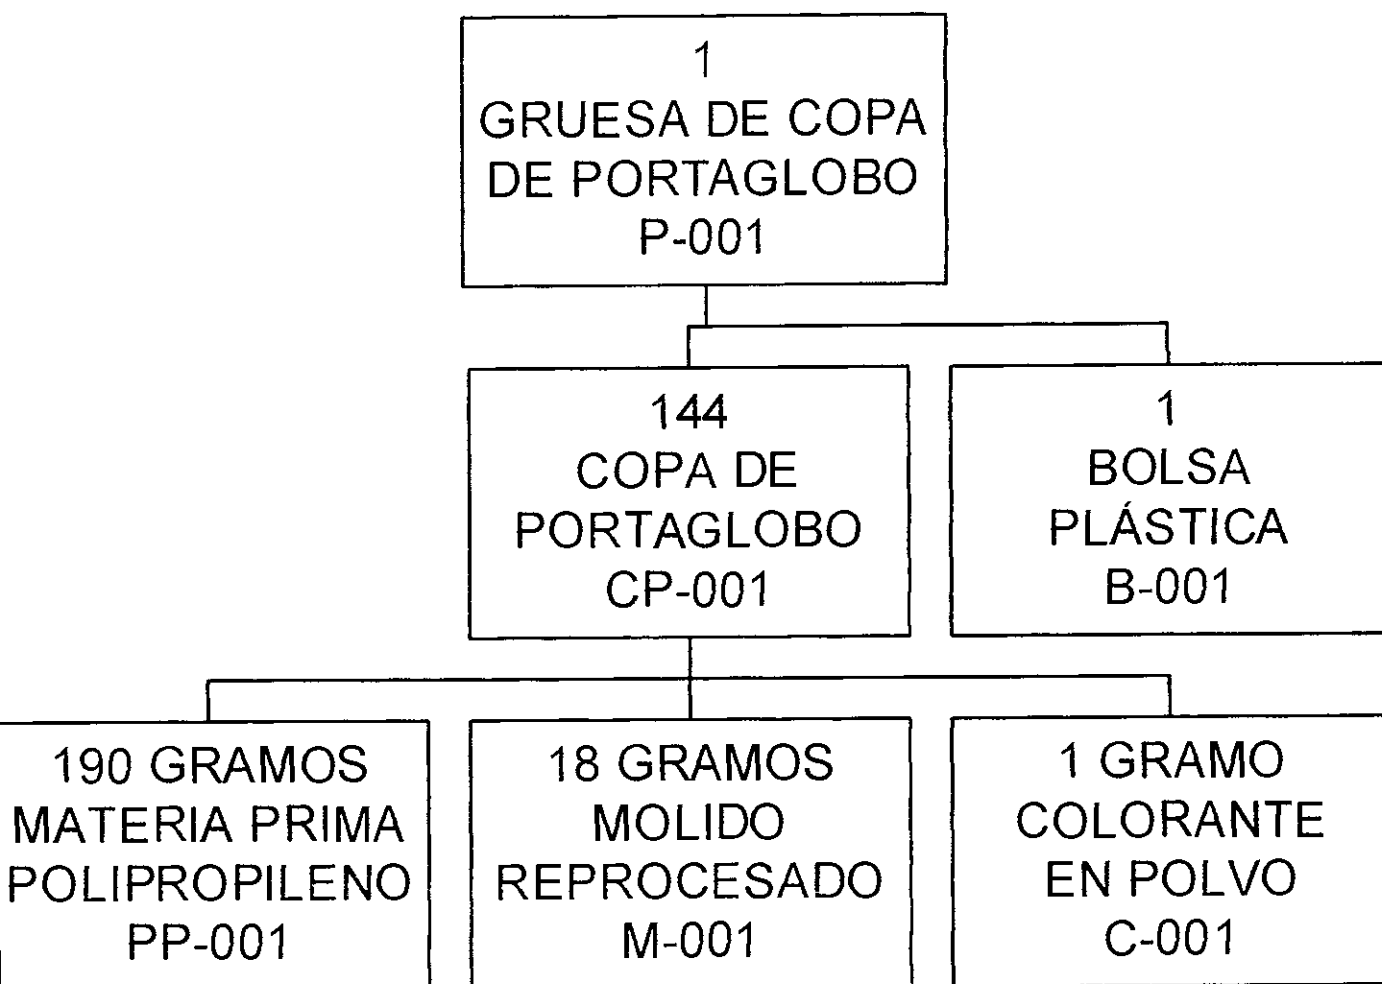 1
GRUESA DE COPA
DE PORTAGLOBO
P-001
144
COPA DE
PORTAGLOBO
CP-001
1
BOLSA
PLÁSTICA
B-001
190 GRAMOS
MATERIA PRIMA
POLIPROPILENO
PP-001
18 GRAMOS
MOLIDO
REPROCESADO
M-001
1 GRAMO
COLORANTE
EN POLVO
C-001